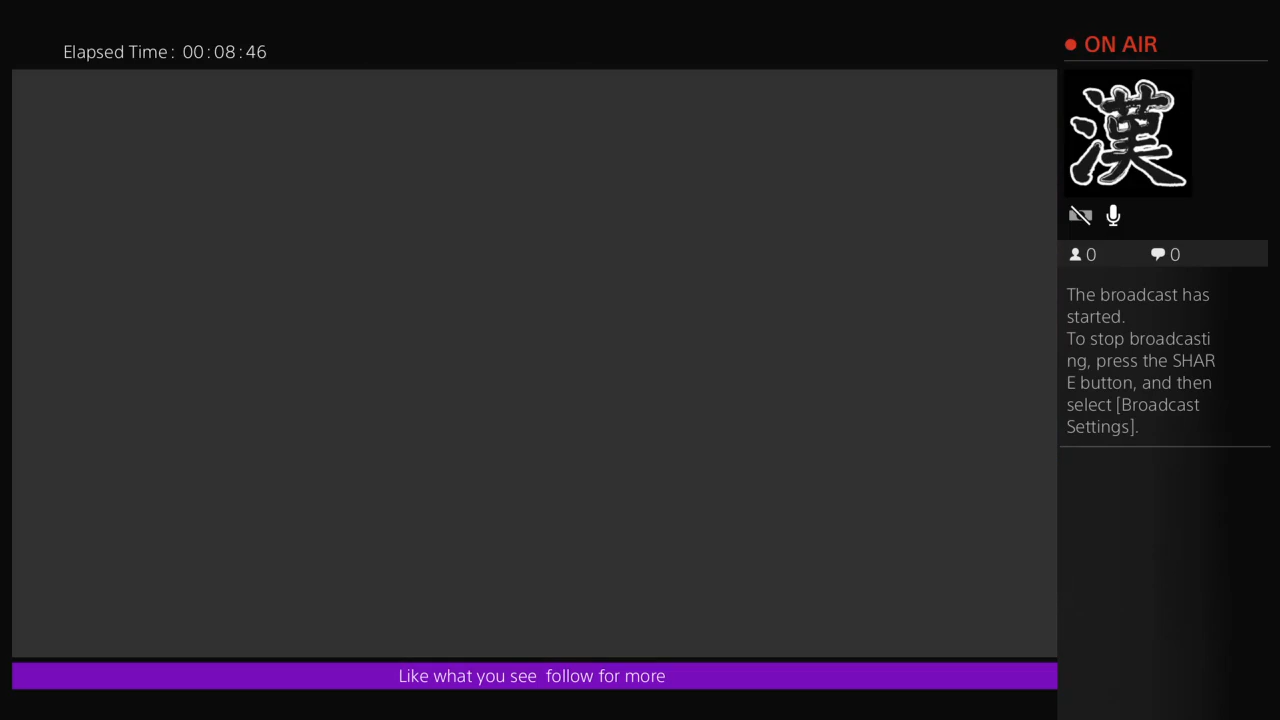 Elapsed Time: 00:08:46
ON AIR
漢
0 0
The broadcast has
started.
To stop broadcasti
ng, press the SHAR
E button, and then
select [Broadcast
Settings].
Like what you see  follow for more